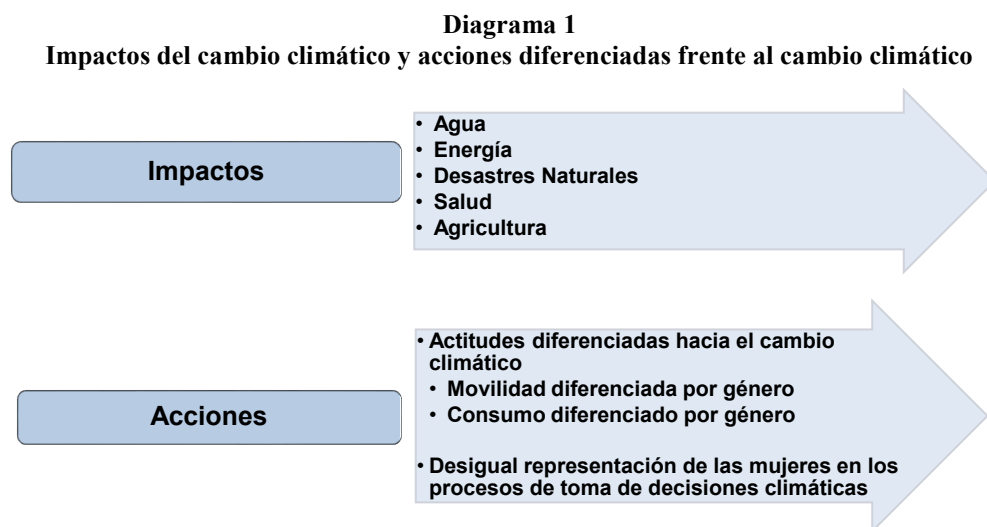 Diagrama 1
Impactos del cambio climático y acciones diferenciadas frente al cambio climático
Impactos
• Agua
• Energía
• Desastres Naturales
• Salud
• Agricultura
Acciones
• Actitudes diferenciadas hacia el cambio
climático
• Movilidad diferenciada por género
• Consumo diferenciado por género
• Desigual representación de las mujeres en los
procesos de toma de decisiones climáticas